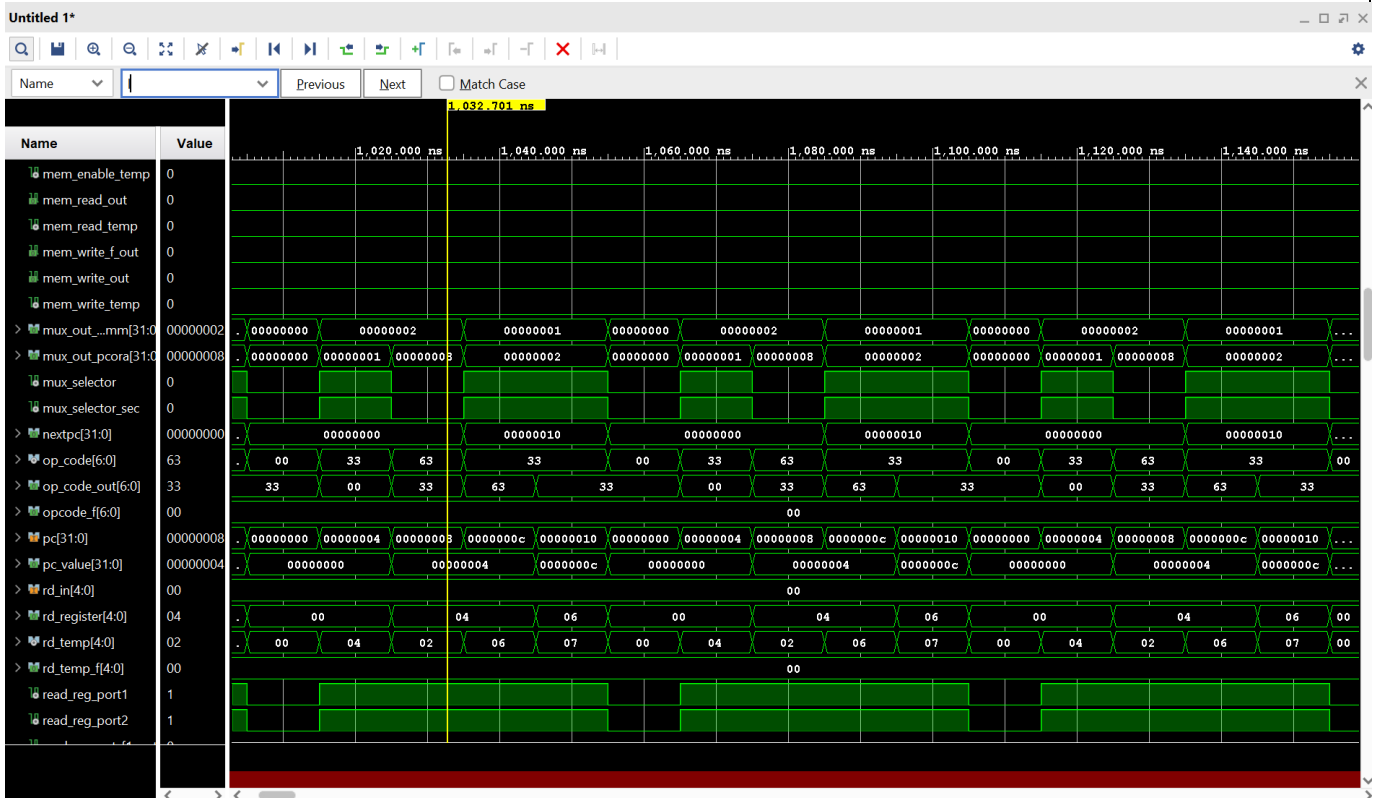 Untitled 1*
Name Previous Next Match Case
1,032.701 ns
Name Value 1,020.000 ns 1,040.000 ns 1,060.000 ns 1,080.000 ns 1,100.000 ns 1,120.000 ns 1,140.000 ns
mem_enable_temp 0
mem_read_out 0
mem_read_temp 0
mem_write_f_out 0
mem_write_out 0
mem_write_temp 0
mux_out_...mm[31:0 00000002 . 00000000 00000002 00000001 00000000 00000002 00000001 00000000 00000002 00000001 ...
mux_out_pcora[31:0 00000008 . 00000000 00000001 00000008 00000002 00000000 00000001 00000008 00000002 00000000 00000001 00000008 00000002 ...
mux_selector 0
mux_selector_sec 0
nextpc[31:0] 00000000 . 00000000 00000010 00000000 00000010 00000000 00000010 ...
op_code[6:0] 63 . 00 33 63 33 00 33 63 33 00 33 63 33 00
op_code_out[6:0] 33 33 00 33 63 33 00 33 63 33 00 33 63 33
opcode_f[6:0] 00 00
pc[31:0] 00000008 . 00000000 00000004 00000008 0000000c 00000010 00000000 00000004 00000008 0000000c 00000010 00000000 00000004 00000008 0000000c 00000010 ...
pc_value[31:0] 00000004 . 00000000 00000004 0000000c 00000000 00000004 0000000c 00000000 00000004 0000000c ...
rd_in[4:0] 00 00
rd_register[4:0] 04 . 00 04 06 00 04 06 00 04 06 00
rd_temp[4:0] 02 . 00 04 02 06 07 00 04 02 06 07 00 04 02 06 07 00
rd_temp_f[4:0] 00 00
read_reg_port1 1
read_reg_port2 1